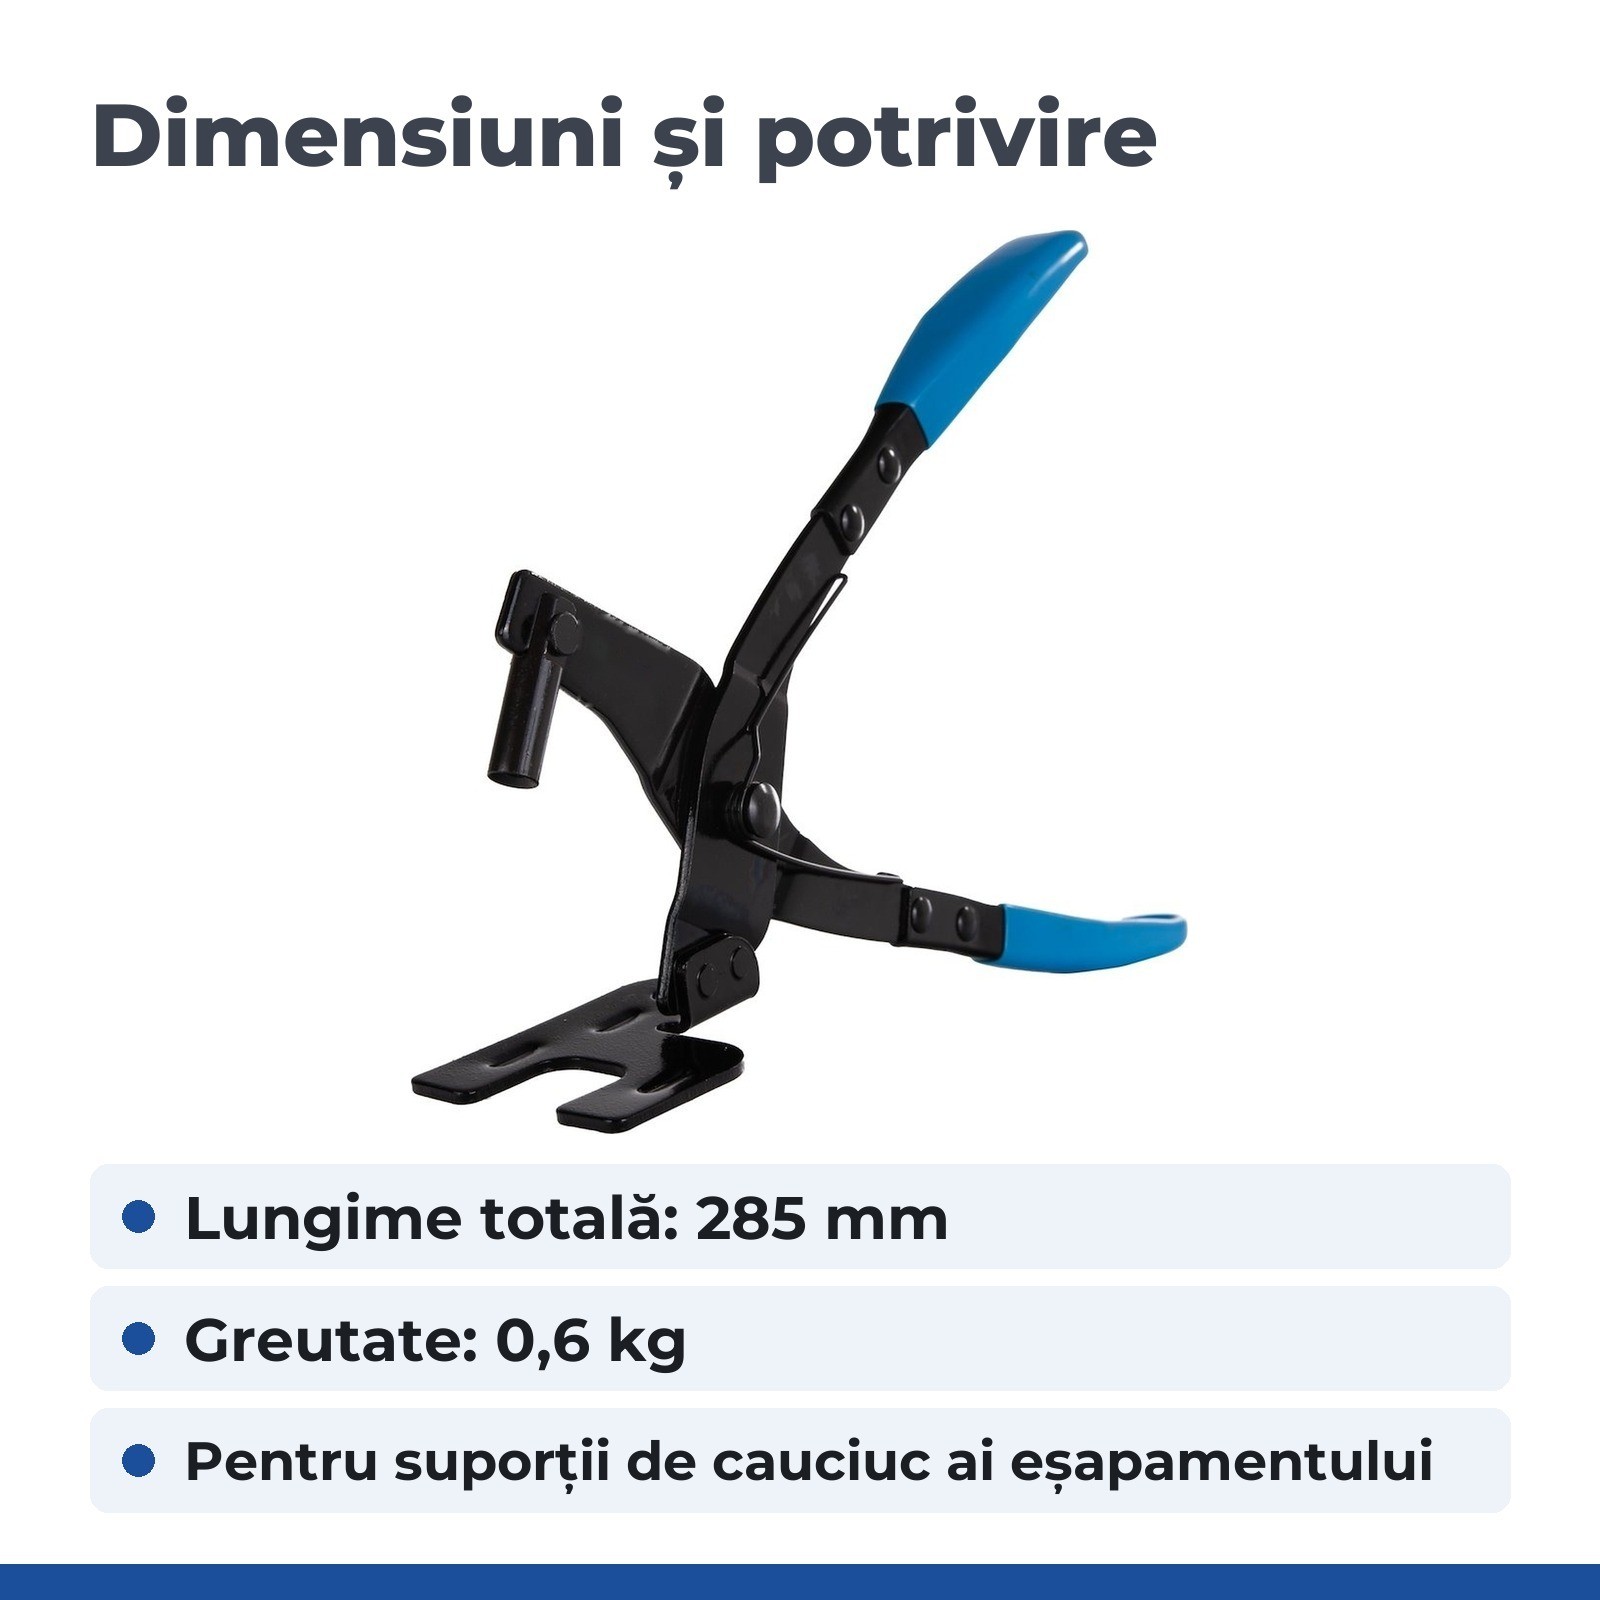 Dimensiuni și potrivire
Lungime totală: 285 mm
Greutate: 0,6 kg
Pentru suporții de cauciuc ai eșapamentului